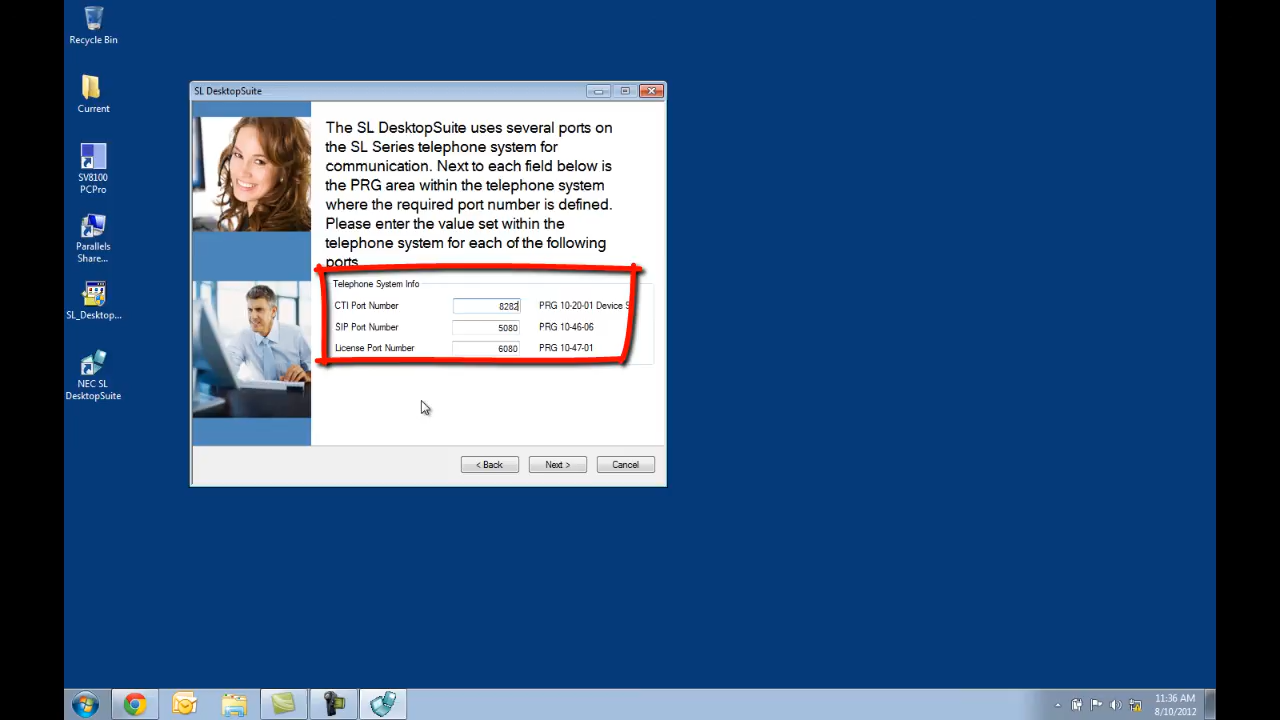 Recycle Bin
Current
SV8100
PCPro
Parallels
Share...
SL_Desktop...
NEC SL
DesktopSuite
SL DesktopSuite
The SL DesktopSuite uses several ports on
the SL Series telephone system for
communication. Next to each field below is
the PRG area within the telephone system
where the required port number is defined.
Please enter the value set within the
telephone system for each of the following
ports.
Telephone System Info
CTI Port Number 8282 PRG 10-20-01 Device S
SIP Port Number 5080 PRG 10-46-06
License Port Number 6080 PRG 10-47-01
< Back Next > Cancel
11:36 AM
8/10/2012